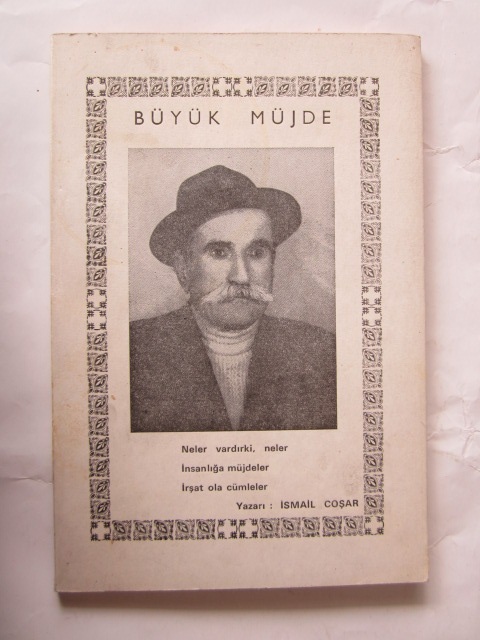 BÜYÜK MÜJDE
Neler vardırki, neler
İnsanlığa müjdeler
İrşat ola cümleler
Yazarı : İSMAİL COŞAR